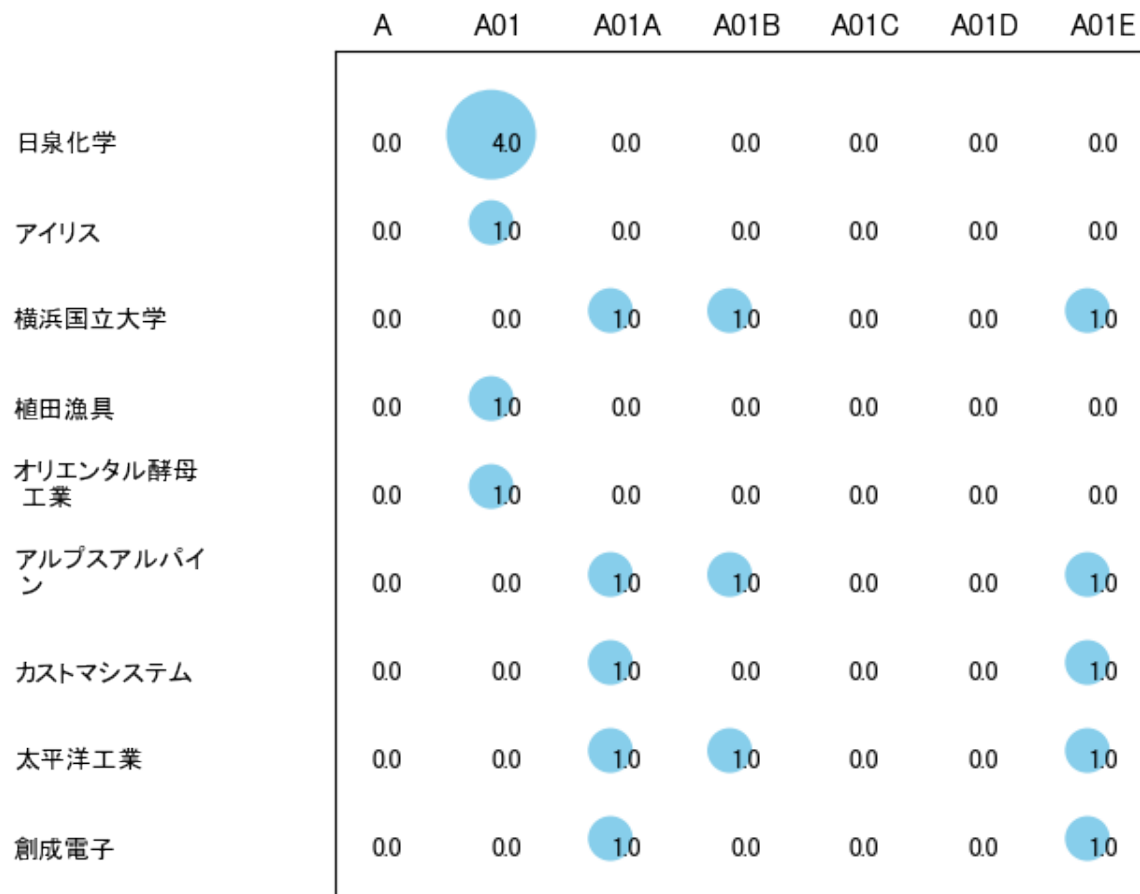 A A01 A01A A01B A01C A01D A01E
日泉化学 0.0 4.0 0.0 0.0 0.0 0.0 0.0
アイリス 0.0 1.0 0.0 0.0 0.0 0.0 0.0
横浜国立大学 0.0 0.0 1.0 1.0 0.0 0.0 1.0
植田漁具 0.0 1.0 0.0 0.0 0.0 0.0 0.0
オリエンタル酵母
工業 0.0 1.0 0.0 0.0 0.0 0.0 0.0
アルプスアルパイ
ン 0.0 0.0 1.0 1.0 0.0 0.0 1.0
カストマシステム 0.0 0.0 1.0 0.0 0.0 0.0 1.0
太平洋工業 0.0 0.0 1.0 1.0 0.0 0.0 1.0
創成電子 0.0 0.0 1.0 0.0 0.0 0.0 1.0